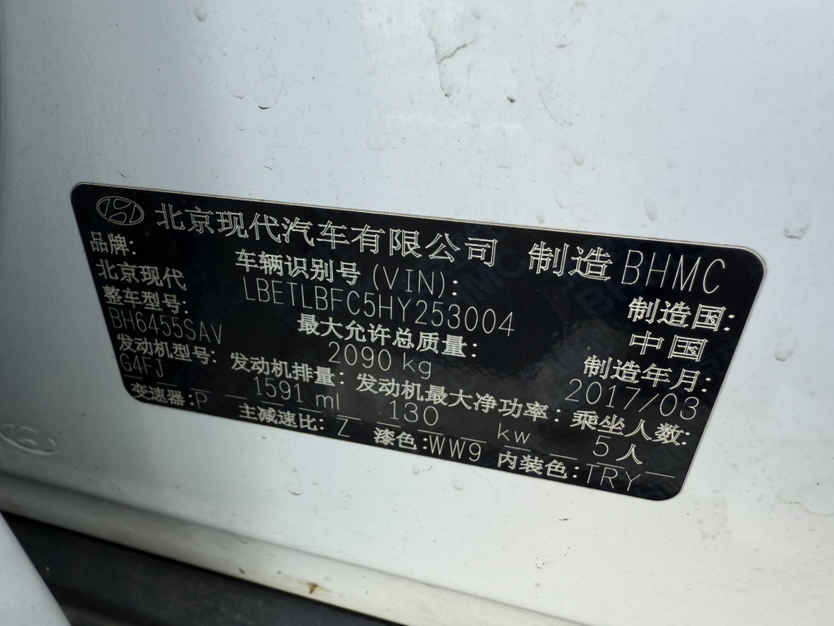 北京现代汽车有限公司 制造 BHMC
品牌: 车辆识别号(VIN): 制造国:
北京现代 LBETLBFC5HY253004 中国
整车型号: 最大允许总质量: 制造年月:
BH6455SAV 2090 kg 2017/03
发动机型号: 发动机排量: 发动机最大净功率: 乘坐人数:
G4FJ 1591 ml 130 kw 5人
变速器:P 主减速比: Z 漆色:WW9 内装色:TRY